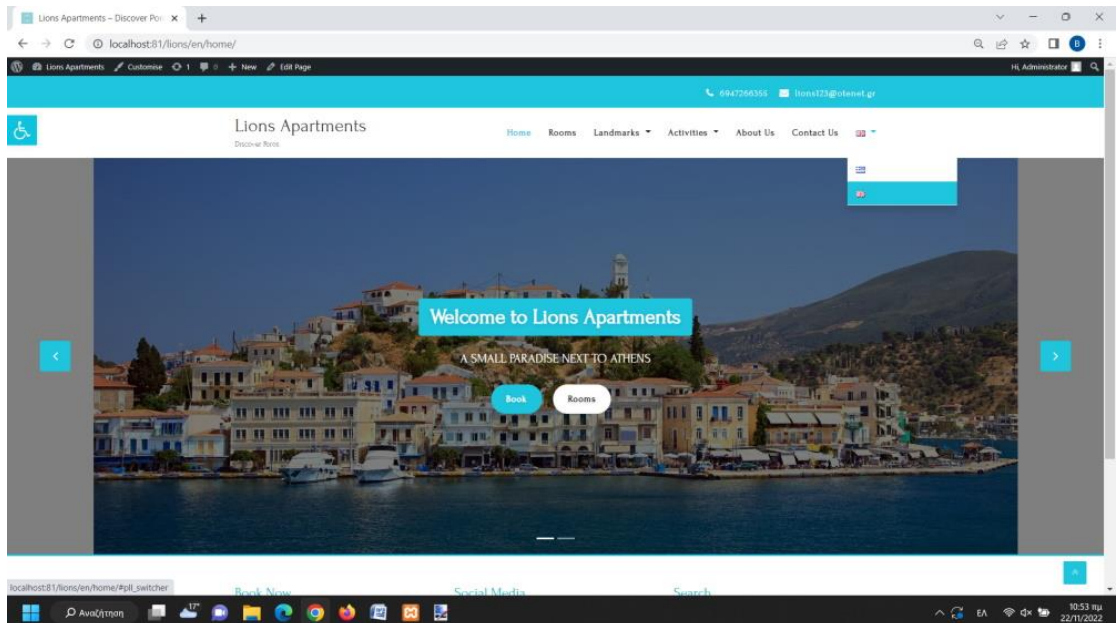 Lions Apartments – Discover Por
localhost:81/lions/en/home/
B
Lions Apartments Customise 1 0 New Edit Page Hi, Administrator
6947266355 lions123@otenet.gr
Lions Apartments
Discover Poros
Home Rooms Landmarks Activities About Us Contact Us
Welcome to Lions Apartments
A SMALL PARADISE NEXT TO ATHENS
Book Rooms
localhost:81/lions/en/home/#pll_switcher
Book Now Social Media Search
Αναζήτηση 17° ΕΛ 10:53 πμ
22/11/2022